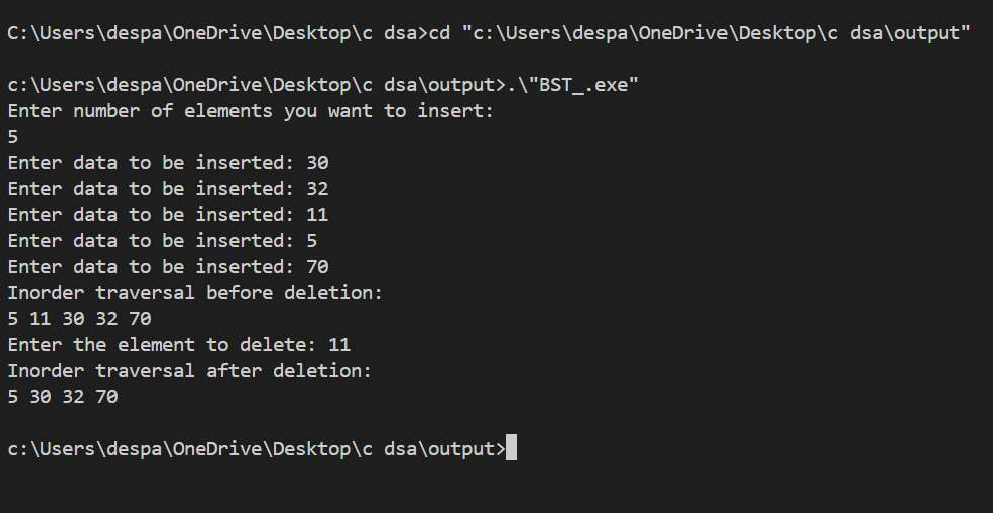 C:\Users\despa\OneDrive\Desktop\c dsa>cd "c:\Users\despa\OneDrive\Desktop\c dsa\output"
c:\Users\despa\OneDrive\Desktop\c dsa\output>.\"BST_.exe"
Enter number of elements you want to insert:
5
Enter data to be inserted: 30
Enter data to be inserted: 32
Enter data to be inserted: 11
Enter data to be inserted: 5
Enter data to be inserted: 70
Inorder traversal before deletion:
5 11 30 32 70
Enter the element to delete: 11
Inorder traversal after deletion:
5 30 32 70
c:\Users\despa\OneDrive\Desktop\c dsa\output>